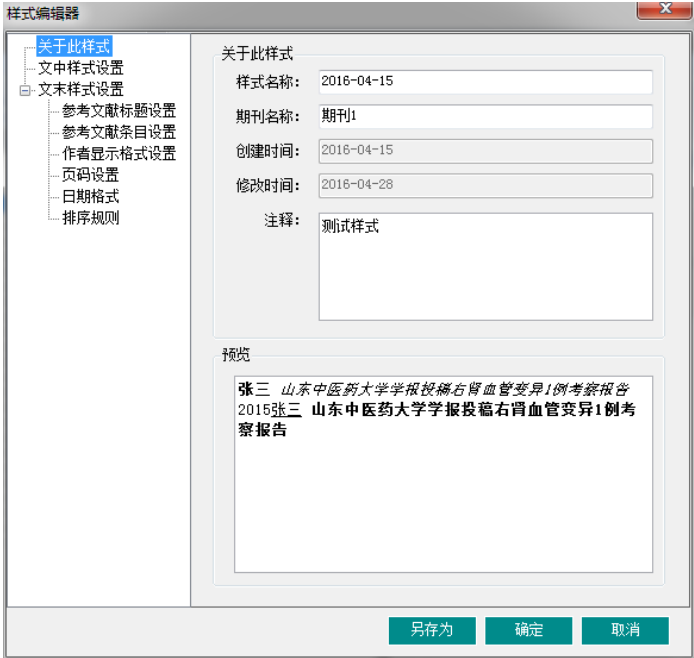 样式编辑器
关于此样式
文中样式设置
文末样式设置
参考文献标题设置
参考文献条目设置
作者显示格式设置
页码设置
日期格式
排序规则
关于此样式
样式名称： 2016-04-15
期刊名称： 期刊1
创建时间： 2016-04-15
修改时间： 2016-04-28
注释： 测试样式
预览
张三 山东中医药大学学报投稿右肾血管变异1例考察报告
2015张三 山东中医药大学学报投稿右肾血管变异1例考
察报告
另存为 确定 取消